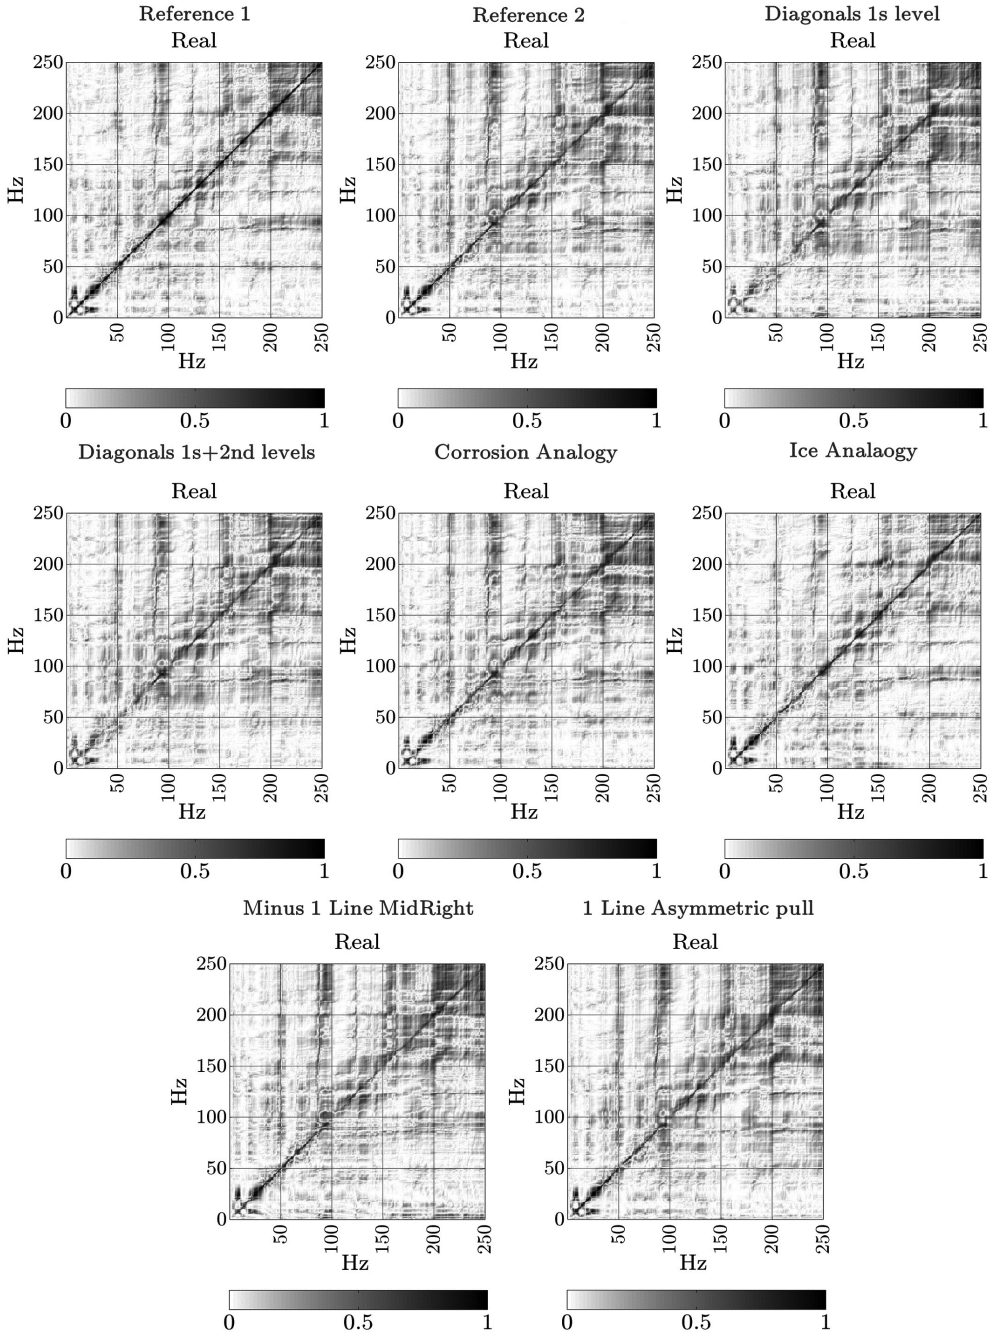 Reference 1 Reference 2 Diagonals 1s level
Real Real Real
250 250 250
200 200 200
150 150 150
Hz Hz Hz
100 100 100
50 50 50
0 0 0
50 100 150 200 250 50 100 150 200 250 50 100 150 200 250
Hz Hz Hz
0 0.5 1 0 0.5 1 0 0.5 1
Diagonals 1s+2nd levels Corrosion Analogy Ice Analaogy
Real Real Real
250 250 250
200 200 200
150 150 150
Hz Hz Hz
100 100 100
50 50 50
0 0 0
50 100 150 200 250 50 100 150 200 250 50 100 150 200 250
Hz Hz Hz
0 0.5 1 0 0.5 1 0 0.5 1
Minus 1 Line MidRight 1 Line Asymmetric pull
Real Real
250 250
200 200
150 150
Hz Hz
100 100
50 50
0 0
50 100 150 200 250 50 100 150 200 250
Hz Hz
0 0.5 1 0 0.5 1